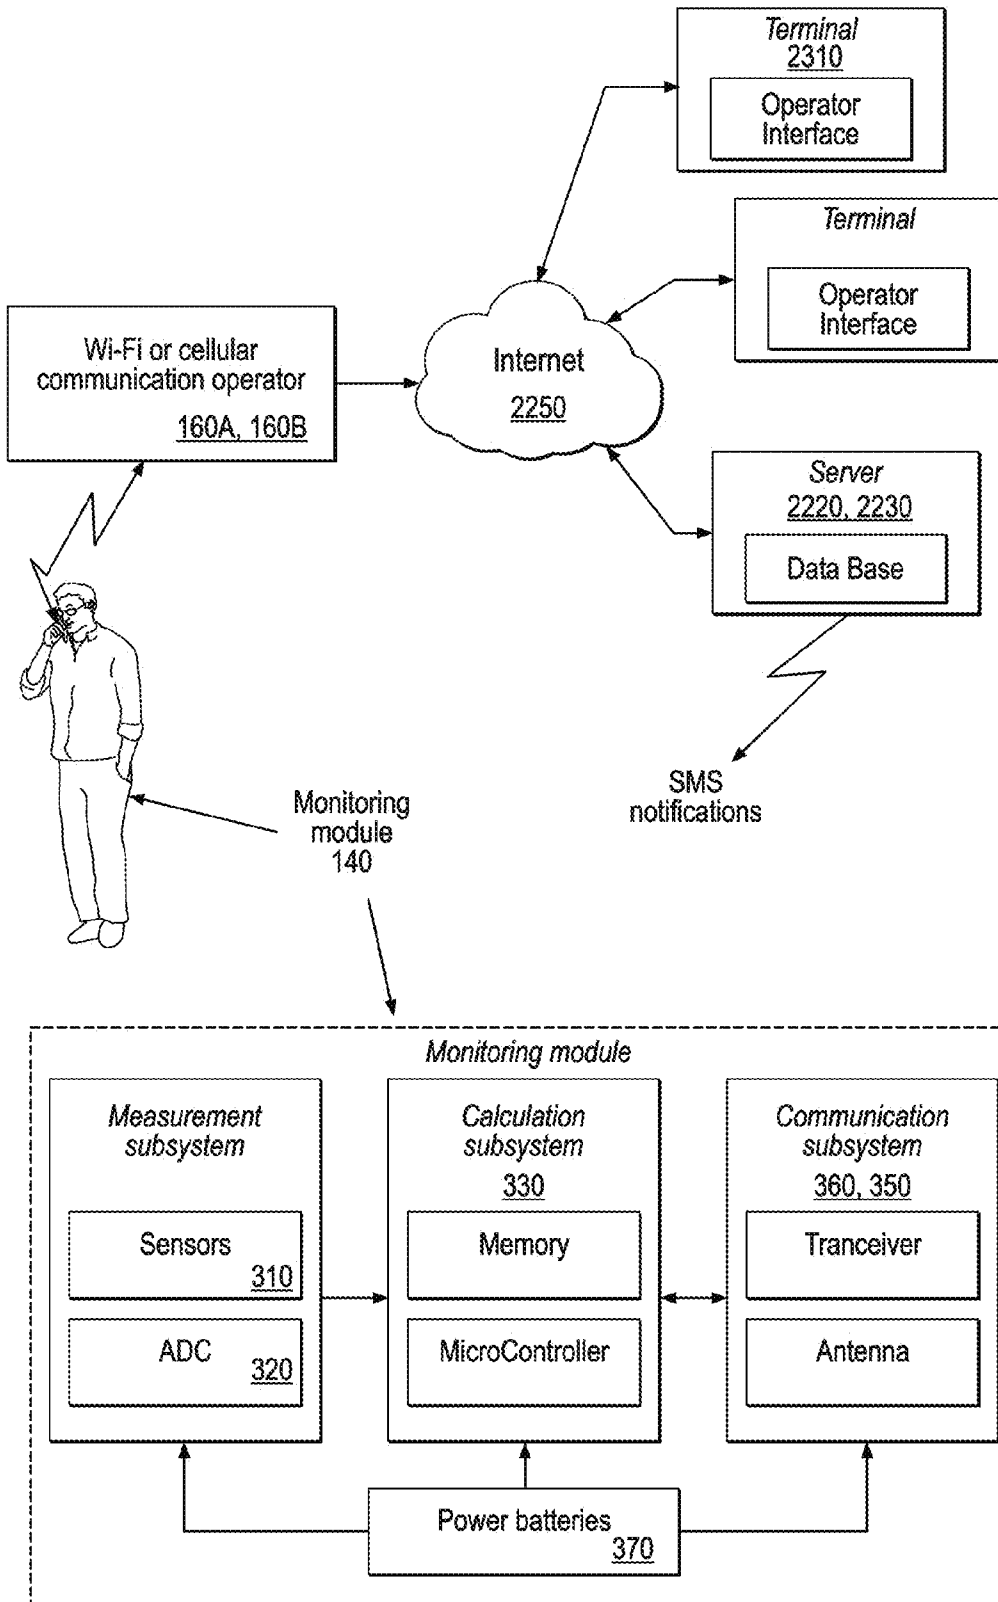 Terminal
2310
Operator
Interface
Terminal
Operator
Interface
Wi-Fi or cellular
communication operator
160A, 160B
Internet
2250
Server
2220, 2230
Data Base
SMS
notifications
Monitoring
module
140
Monitoring module
Measurement
subsystem
Sensors
310
ADC
320
Calculation
subsystem
330
Memory
MicroController
Communication
subsystem
360, 350
Tranceiver
Antenna
Power batteries
370